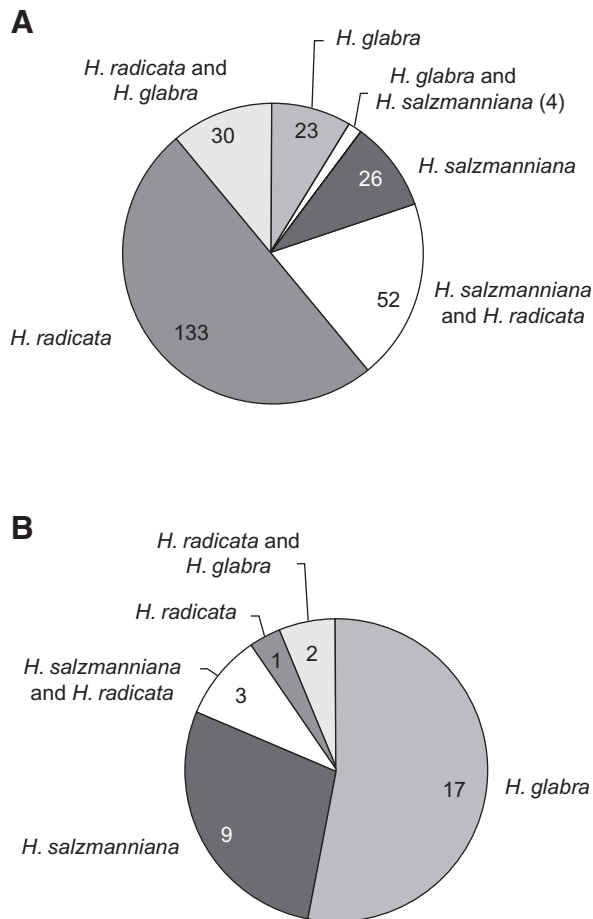 A
H. glabra
H. radicata and
H. glabra
H. glabra and
H. salzmanniana (4)
30
23
26
H. salzmanniana
52
H. salzmanniana
and H. radicata
133
H. radicata
B
H. radicata and
H. glabra
H. radicata
H. salzmanniana
and H. radicata
1
2
3
17
H. glabra
9
H. salzmanniana